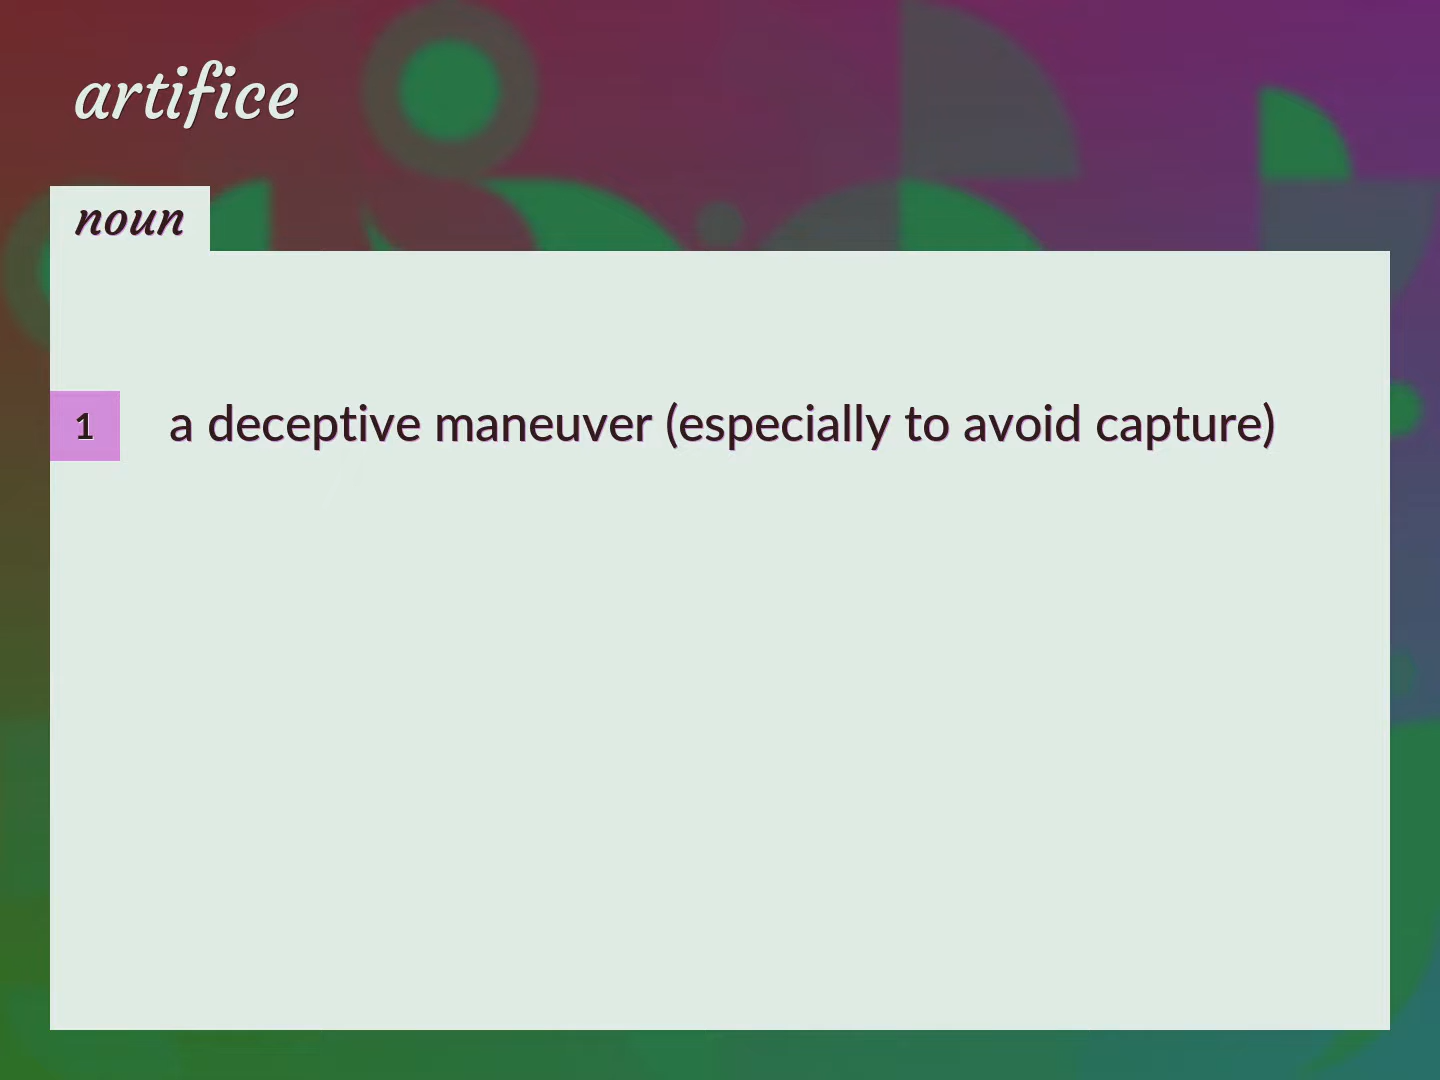 artifice
noun
1 a deceptive maneuver (especially to avoid capture)